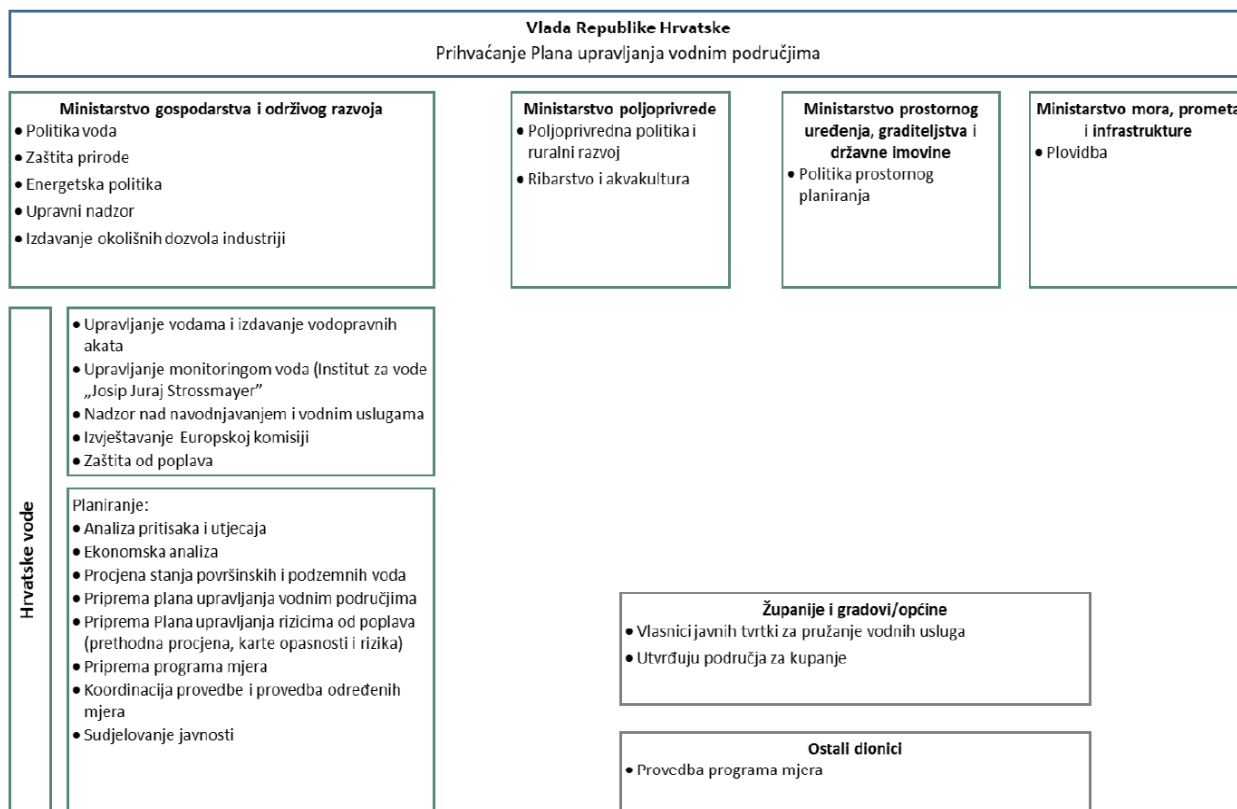 Vlada Republike Hrvatske
Prihvaćanje Plana upravljanja vodnim područjima
Ministarstvo gospodarstva i održivog razvoja
• Politika voda
• Zaštita prirode
• Energetska politika
• Upravni nadzor
• Izdavanje okolišnih dozvola industriji
Ministarstvo poljoprivrede
• Poljoprivredna politika i
ruralni razvoj
• Ribarstvo i akvakultura
Ministarstvo prostornog
uređenja, graditeljstva i
državne imovine
• Politika prostornog
planiranja
Ministarstvo mora, prometa
i infrastrukture
• Plovidba
Hrvatske vode
• Upravljanje vodama i izdavanje vodopravnih
akata
• Upravljanje monitoringom voda (Institut za vode
„Josip Juraj Strossmayer”
• Nadzor nad navodnjavanjem i vodnim uslugama
• Izvještavanje Europskoj komisiji
• Zaštita od poplava
Planiranje:
• Analiza pritisaka i utjecaja
• Ekonomska analiza
• Procjena stanja površinskih i podzemnih voda
• Priprema plana upravljanja vodnim područjima
• Priprema Plana upravljanja rizicima od poplava
(prethodna procjena, karte opasnosti i rizika)
• Priprema programa mjera
• Koordinacija provedbe i provedba određenih
mjera
• Sudjelovanje javnosti
Županije i gradovi/općine
• Vlasnici javnih tvrtki za pružanje vodnih usluga
• Utvrđuju područja za kupanje
Ostali dionici
• Provedba programa mjera